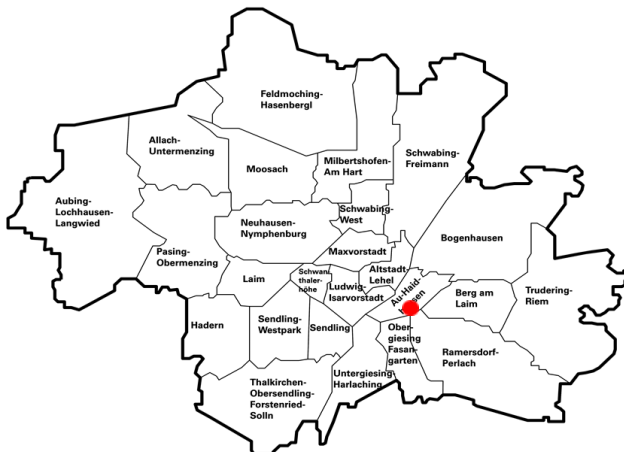 Feldmoching-
Hasenbergl
Allach-
Untermenzing
Moosach
Milbertshofen-
Am Hart
Schwabing-
Freimann
Aubing-
Lochhausen-
Langwied
Schwabing-
West
Neuhausen-
Nymphenburg
Bogenhausen
Pasing-
Obermenzing
Maxvorstadt
Laim
Schwan-
thaler-
höhe
Altstadt-
Lehel
Ludwig-
Isarvorstadt
Au-Haid-
Berg am
Laim
Trudering-
Riem
Hadern
Sendling-
Westpark
Sendling
Ober-
giesing
Fasan-
garten
Ramersdorf-
Perlach
Untergiesing-
Harlaching
Thalkirchen-
Obersendling-
Forstenried-
Solln